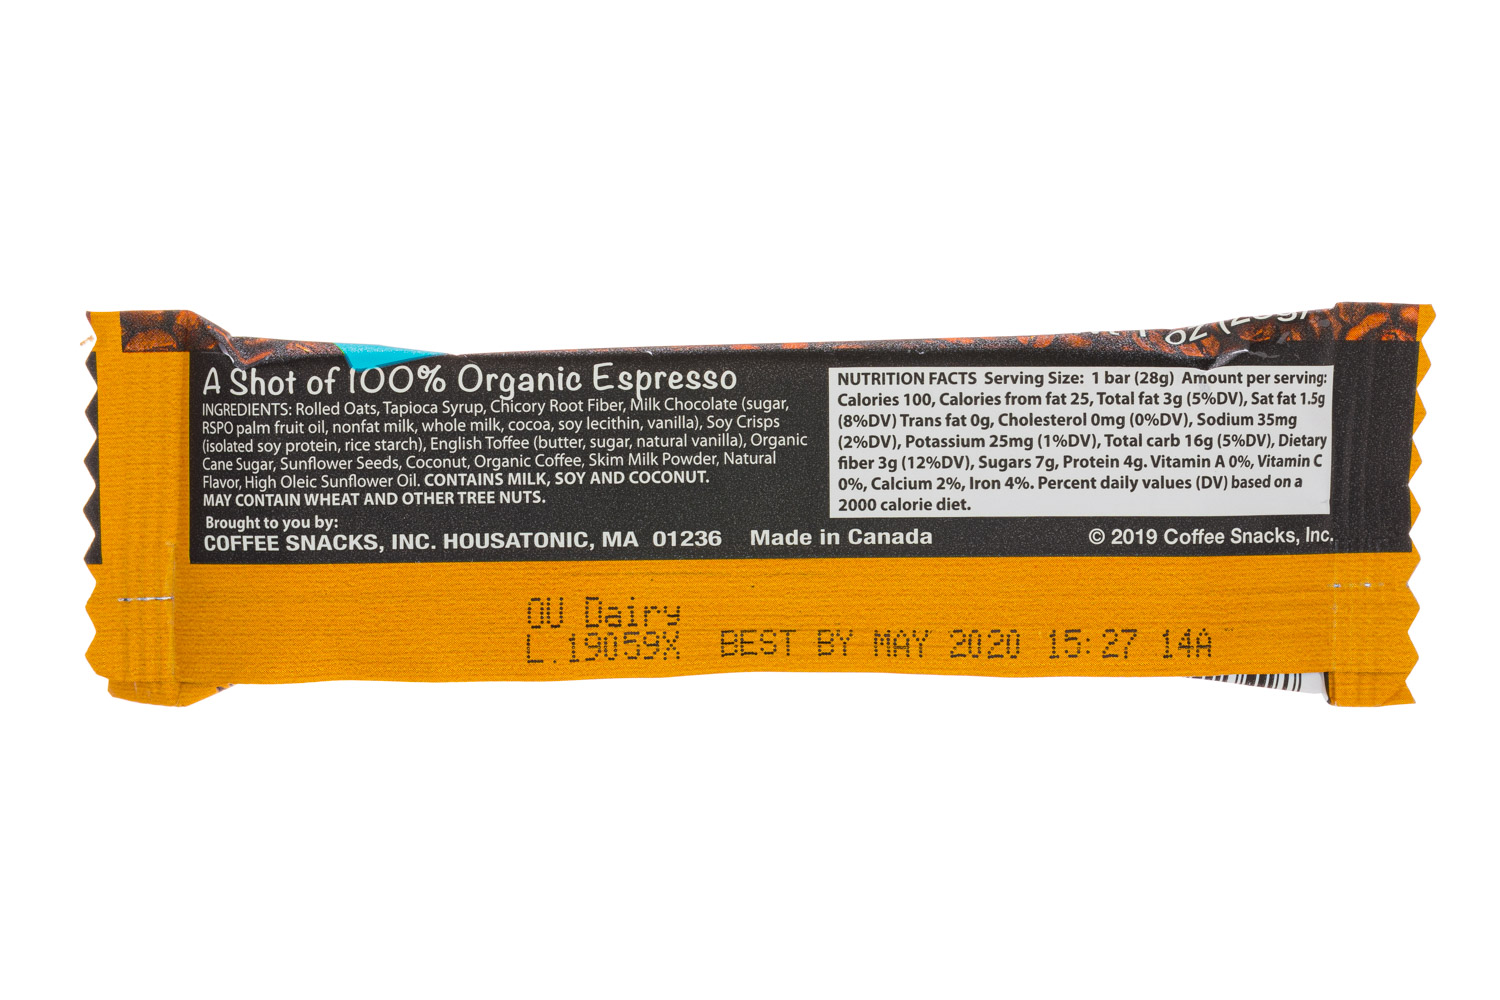 oz (28g)
A Shot of 100% Organic Espresso
INGREDIENTS: Rolled Oats, Tapioca Syrup, Chicory Root Fiber, Milk Chocolate (sugar,
RSPO palm fruit oil, nonfat milk, whole milk, cocoa, soy lecithin, vanilla), Soy Crisps
(isolated soy protein, rice starch), English Toffee (butter, sugar, natural vanilla), Organic
Cane Sugar, Sunflower Seeds, Coconut, Organic Coffee, Skim Milk Powder, Natural
Flavor, High Oleic Sunflower Oil. CONTAINS MILK, SOY AND COCONUT.
MAY CONTAIN WHEAT AND OTHER TREE NUTS.
Brought to you by:
COFFEE SNACKS, INC. HOUSATONIC, MA 01236 Made in Canada
NUTRITION FACTS Serving Size: 1 bar (28g) Amount per serving:
Calories 100, Calories from fat 25, Total fat 3g (5%DV), Sat fat 1.5g
(8%DV) Trans fat 0g, Cholesterol 0mg (0%DV), Sodium 35mg
(2%DV), Potassium 25mg (1%DV), Total carb 16g (5%DV), Dietary
fiber 3g (12%DV), Sugars 7g, Protein 4g. Vitamin A 0%, Vitamin C
0%, Calcium 2%, Iron 4%. Percent daily values (DV) based on a
2000 calorie diet.
© 2019 Coffee Snacks, Inc.
OU Dairy
L.19059X BEST BY MAY 2020 15:27 14A